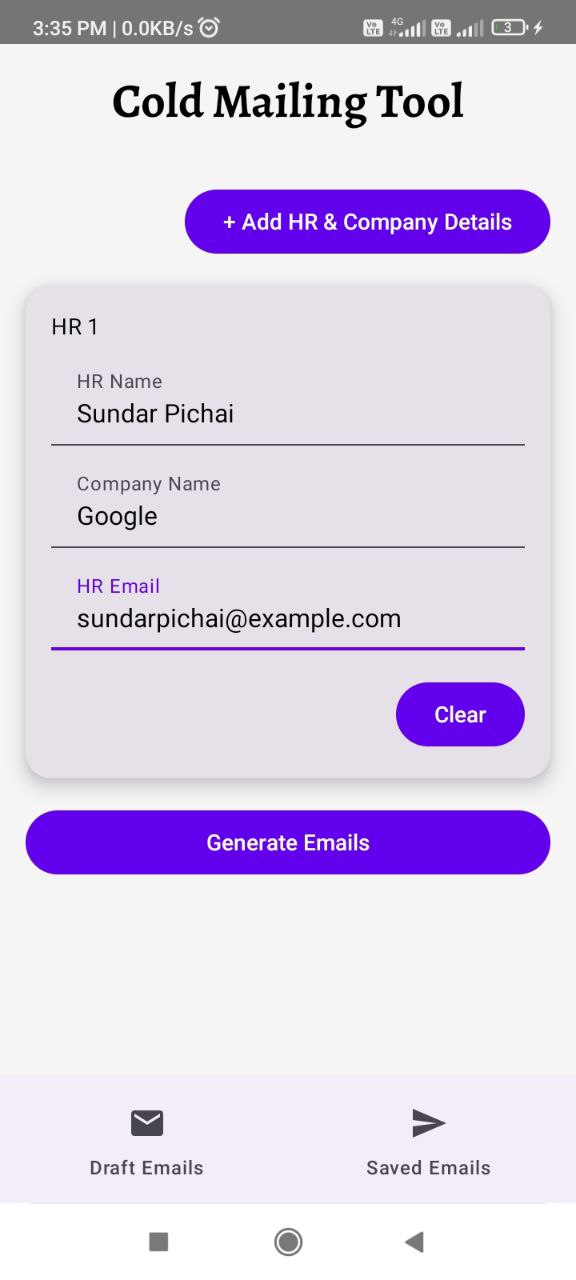 3:35 PM | 0.0KB/s
Vo LTE 4G Vo LTE 3
Cold Mailing Tool
+ Add HR & Company Details
HR 1
HR Name
Sundar Pichai
Company Name
Google
HR Email
sundarpichai@example.com
Clear
Generate Emails
Draft Emails
Saved Emails